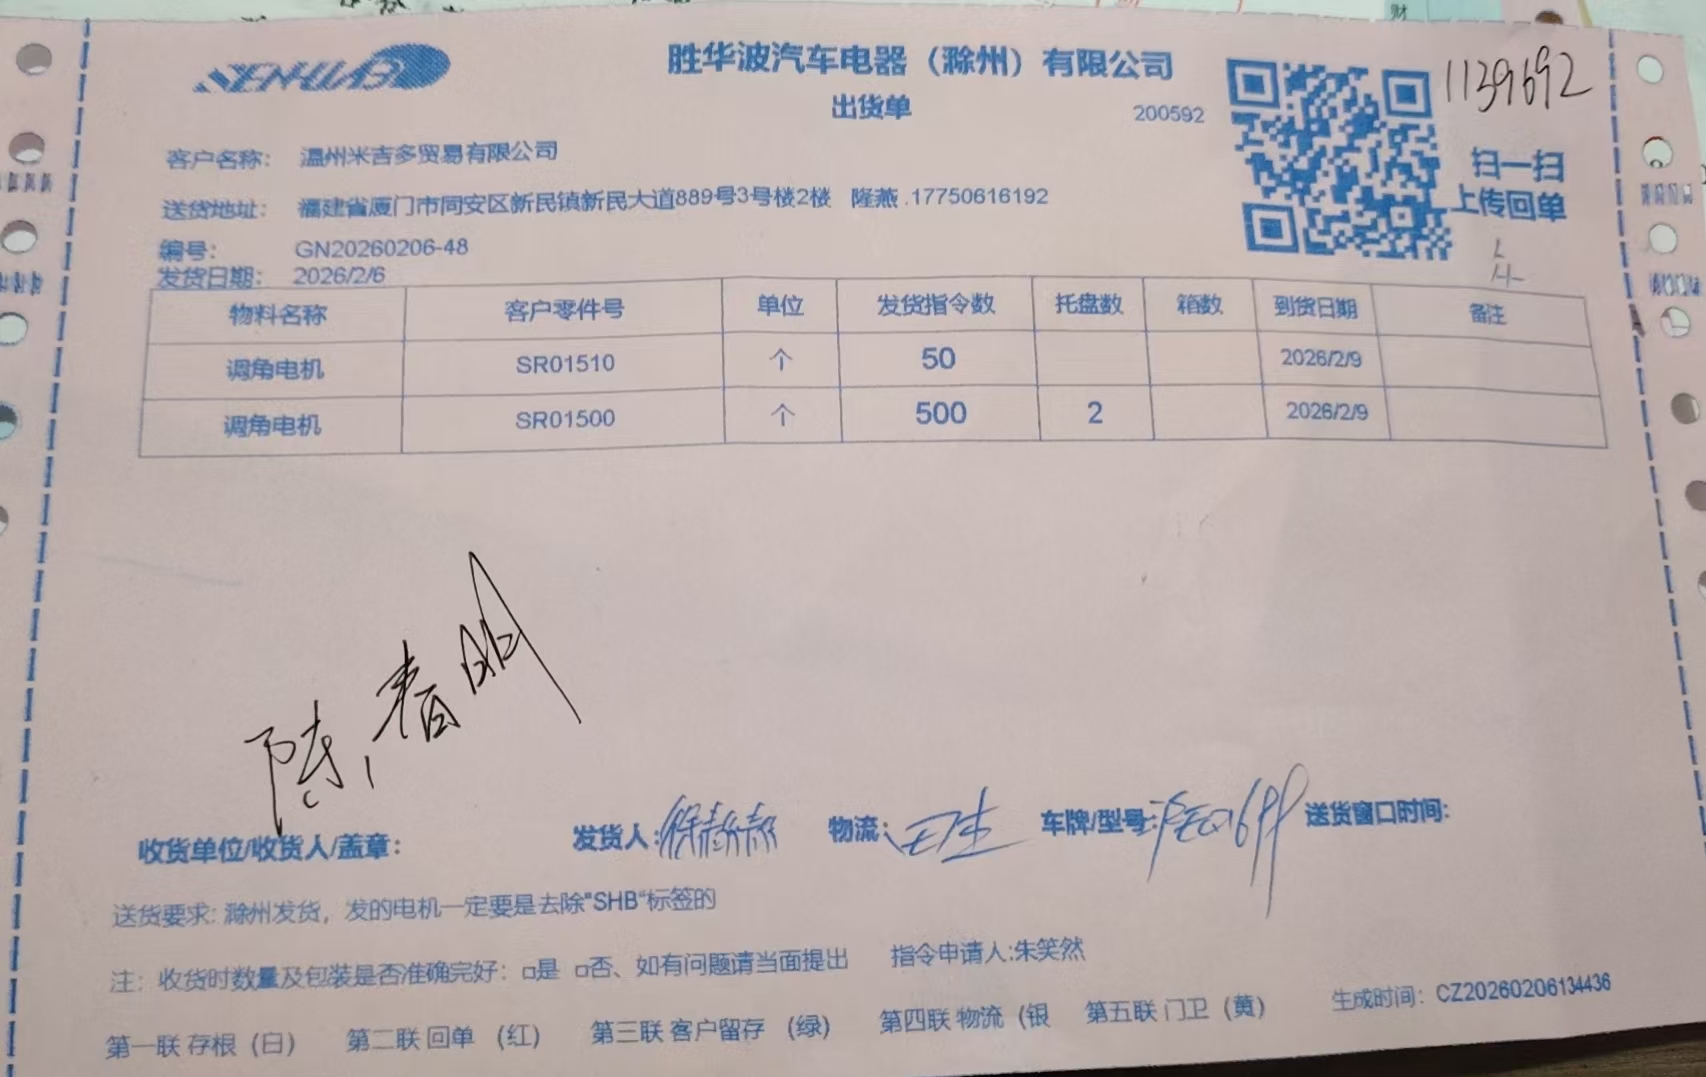 胜华波汽车电器（滁州）有限公司
出货单
200592
1139692
扫一扫
上传回单
客户名称： 温州米吉多贸易有限公司
送货地址： 福建省厦门市同安区新民镇新民大道889号3号楼2楼 隆燕 .17750616192
编号： GN20260206-48
发货日期： 2026/2/6
物料名称 客户零件号 单位 发货指令数 托盘数 箱数 到货日期 备注
调角电机 SR01510 个 50 2026/2/9
调角电机 SR01500 个 500 2 2026/2/9
陈春明
收货单位/收货人/盖章： 发货人： 物流： 车牌/型号： 送货窗口时间：
送货要求: 滁州发货，发的电机一定要是去除"SHB"标签的
注： 收货时数量及包装是否准确完好：□是 □否、如有问题请当面提出 指令申请人:朱笑然
第一联 存根（白） 第二联 回单 （红） 第三联 客户留存 （绿） 第四联 物流（银 第五联 门卫（黄） 生成时间： CZ20260206134436